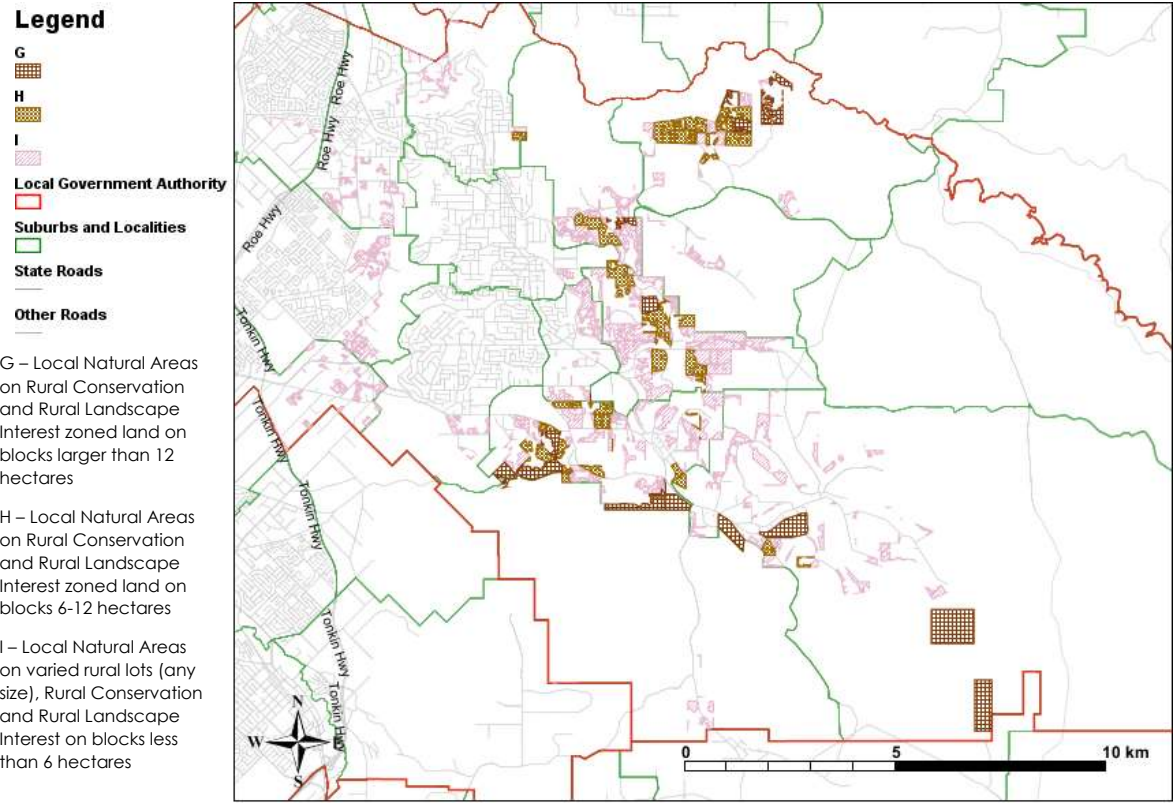 Legend
G
H
I
Local Government Authority
Suburbs and Localities
State Roads
Other Roads
G – Local Natural Areas
on Rural Conservation
and Rural Landscape
Interest zoned land on
blocks larger than 12
hectares
H – Local Natural Areas
on Rural Conservation
and Rural Landscape
Interest zoned land on
blocks 6-12 hectares
I – Local Natural Areas
on varied rural lots (any
size), Rural Conservation
and Rural Landscape
Interest on blocks less
than 6 hectares
Roe Hwy
Roe Hwy
Roe Hwy
Tonkin Hwy
Tonkin Hwy
Tonkin Hwy
Tonkin Hwy
Tonkin Hwy
N
W
S
0 5 10 km